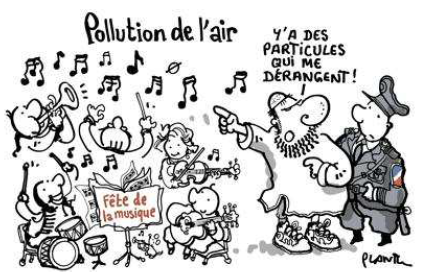 Pollution de l'air
Y'A DES
PARTICULES
QUI ME
DÉRANGENT!
Fête de
la musique
PLANTU